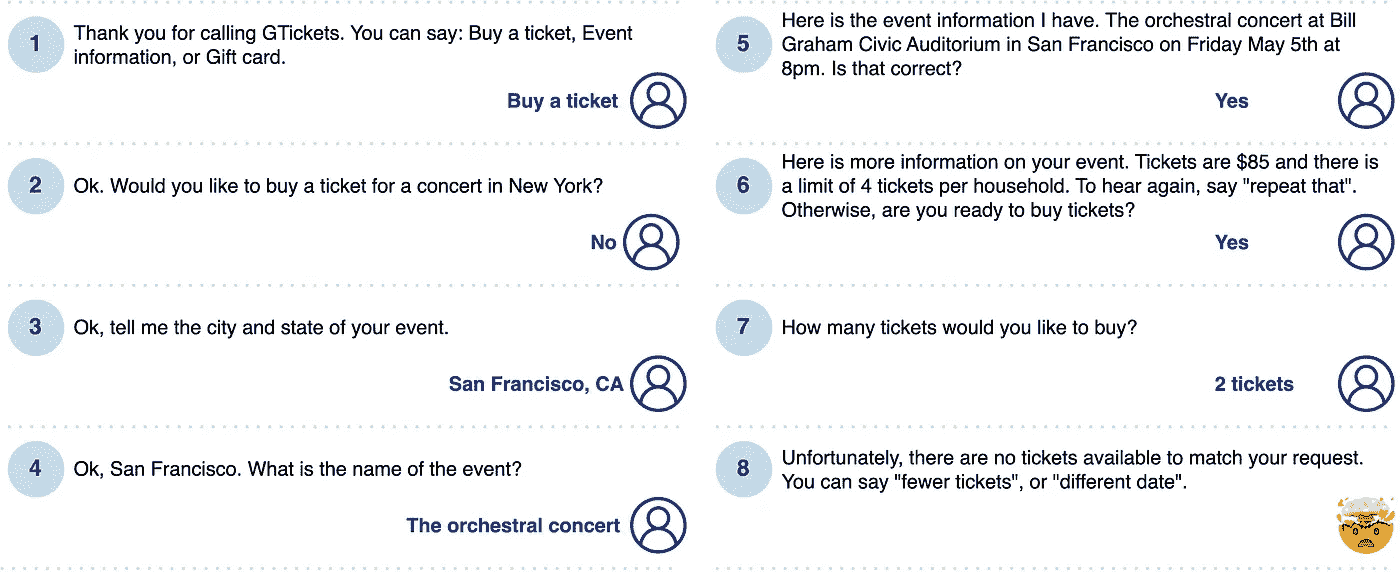 1
Thank you for calling GTickets. You can say: Buy a ticket, Event
information, or Gift card.
Buy a ticket
2
Ok. Would you like to buy a ticket for a concert in New York?
No
3
Ok, tell me the city and state of your event.
San Francisco, CA
4
Ok, San Francisco. What is the name of the event?
The orchestral concert
5
Here is the event information I have. The orchestral concert at Bill
Graham Civic Auditorium in San Francisco on Friday May 5th at
8pm. Is that correct?
Yes
6
Here is more information on your event. Tickets are $85 and there is
a limit of 4 tickets per household. To hear again, say "repeat that".
Otherwise, are you ready to buy tickets?
Yes
7
How many tickets would you like to buy?
2 tickets
8
Unfortunately, there are no tickets available to match your request.
You can say "fewer tickets", or "different date".